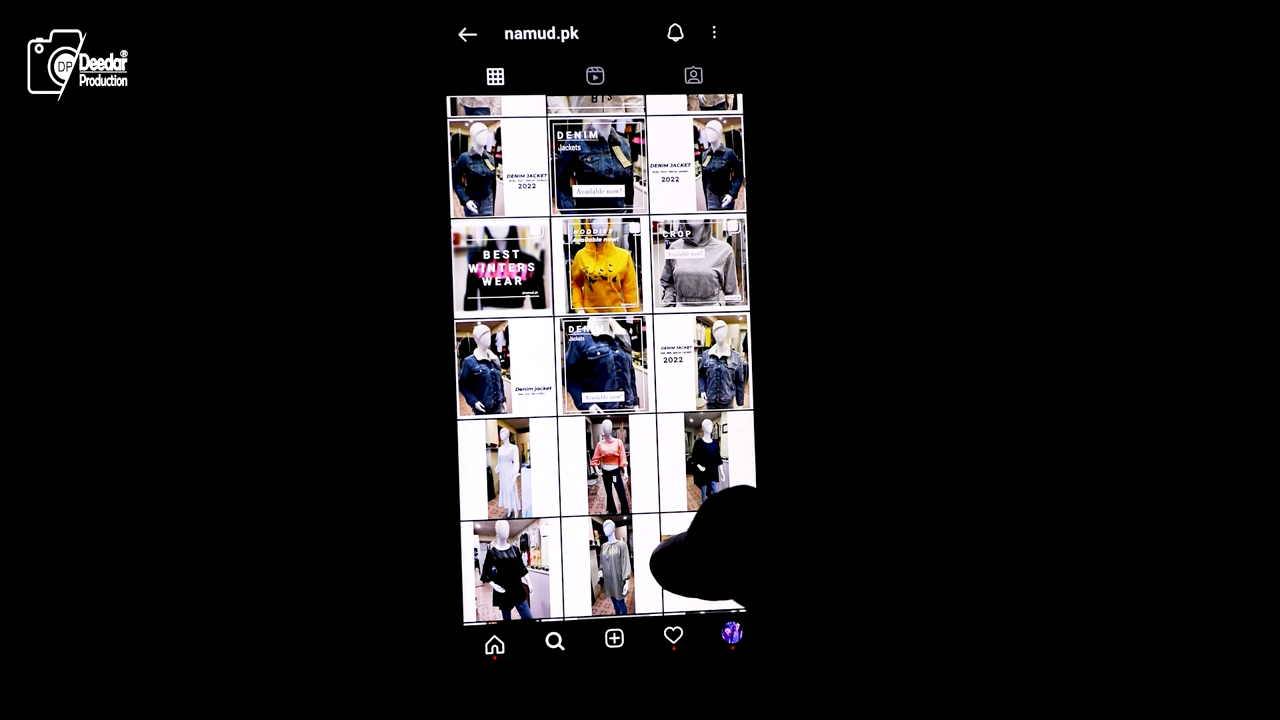 Deedar®
DP
Production
namud.pk
DENIM
Jackets
Available now!
DENIM JACKET
2022
DENIM JACKET
2022
BEST
WINTERS
WEAR
HOODIES
Available now!
CROP
Available now!
DENIM
Jackets
Available now!
Denim Jacket
DENIM JACKET
2022